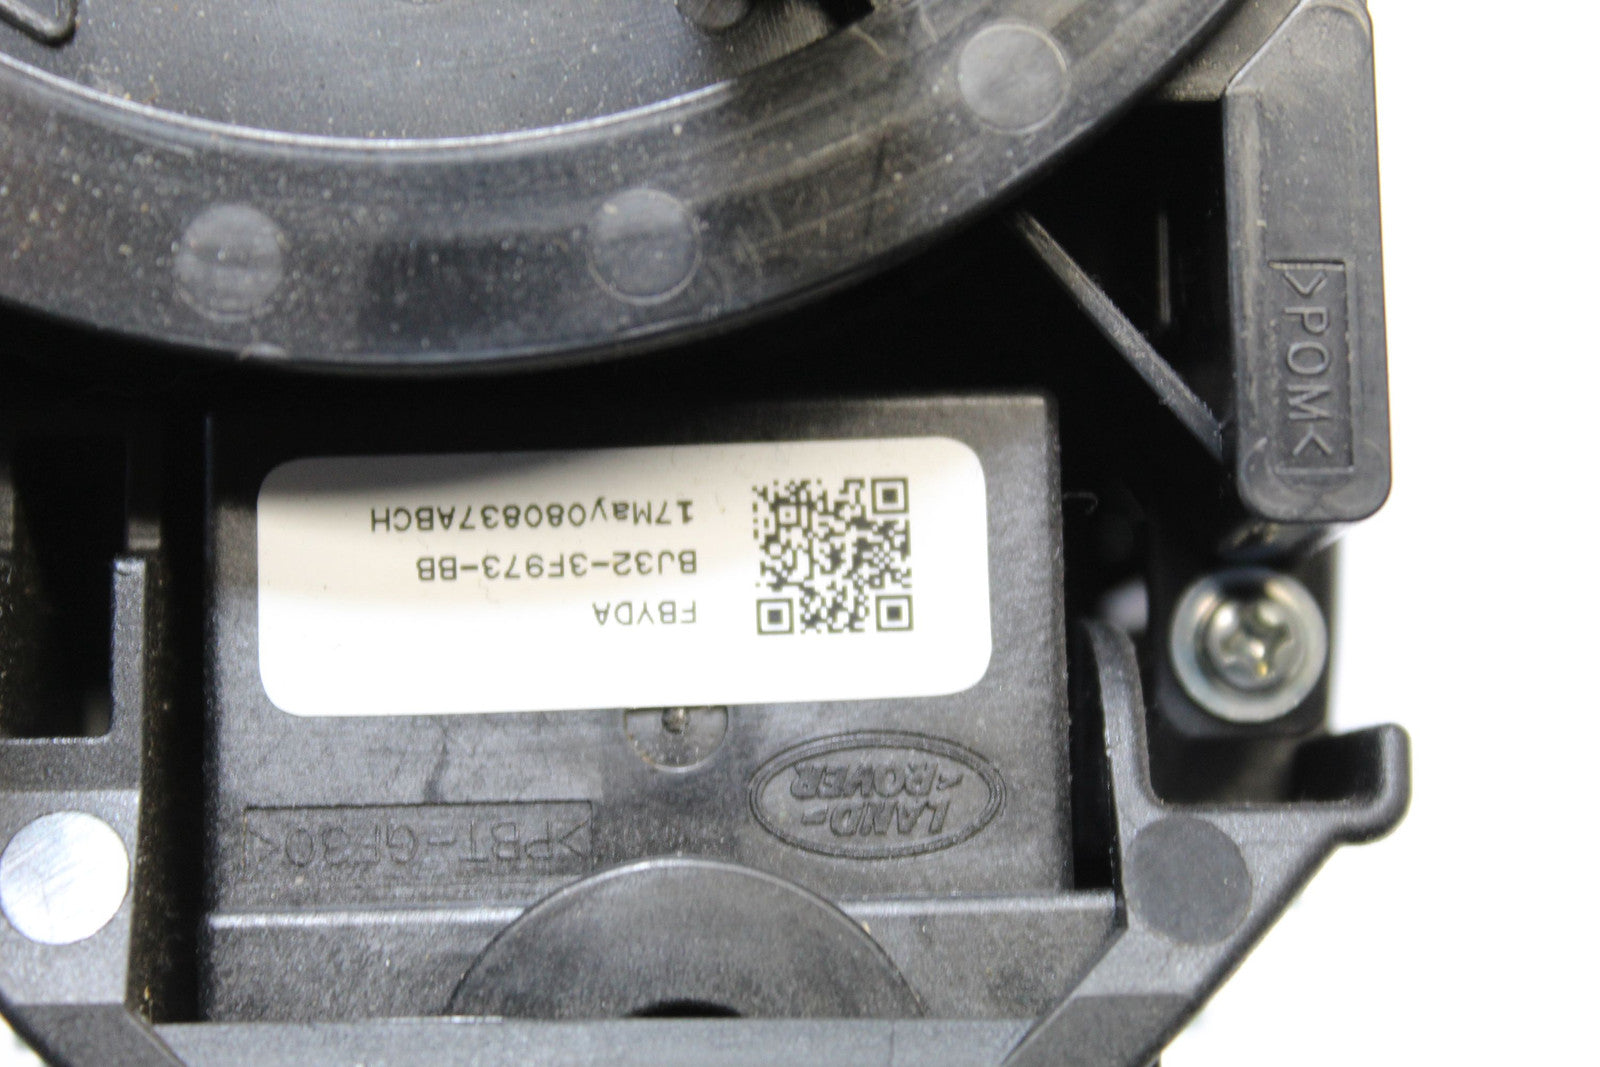 FBYDA
BJ32-3F973-BB
17May080837ABCH
LAND-
-ROVER
>PBT-GF30<
>POM<